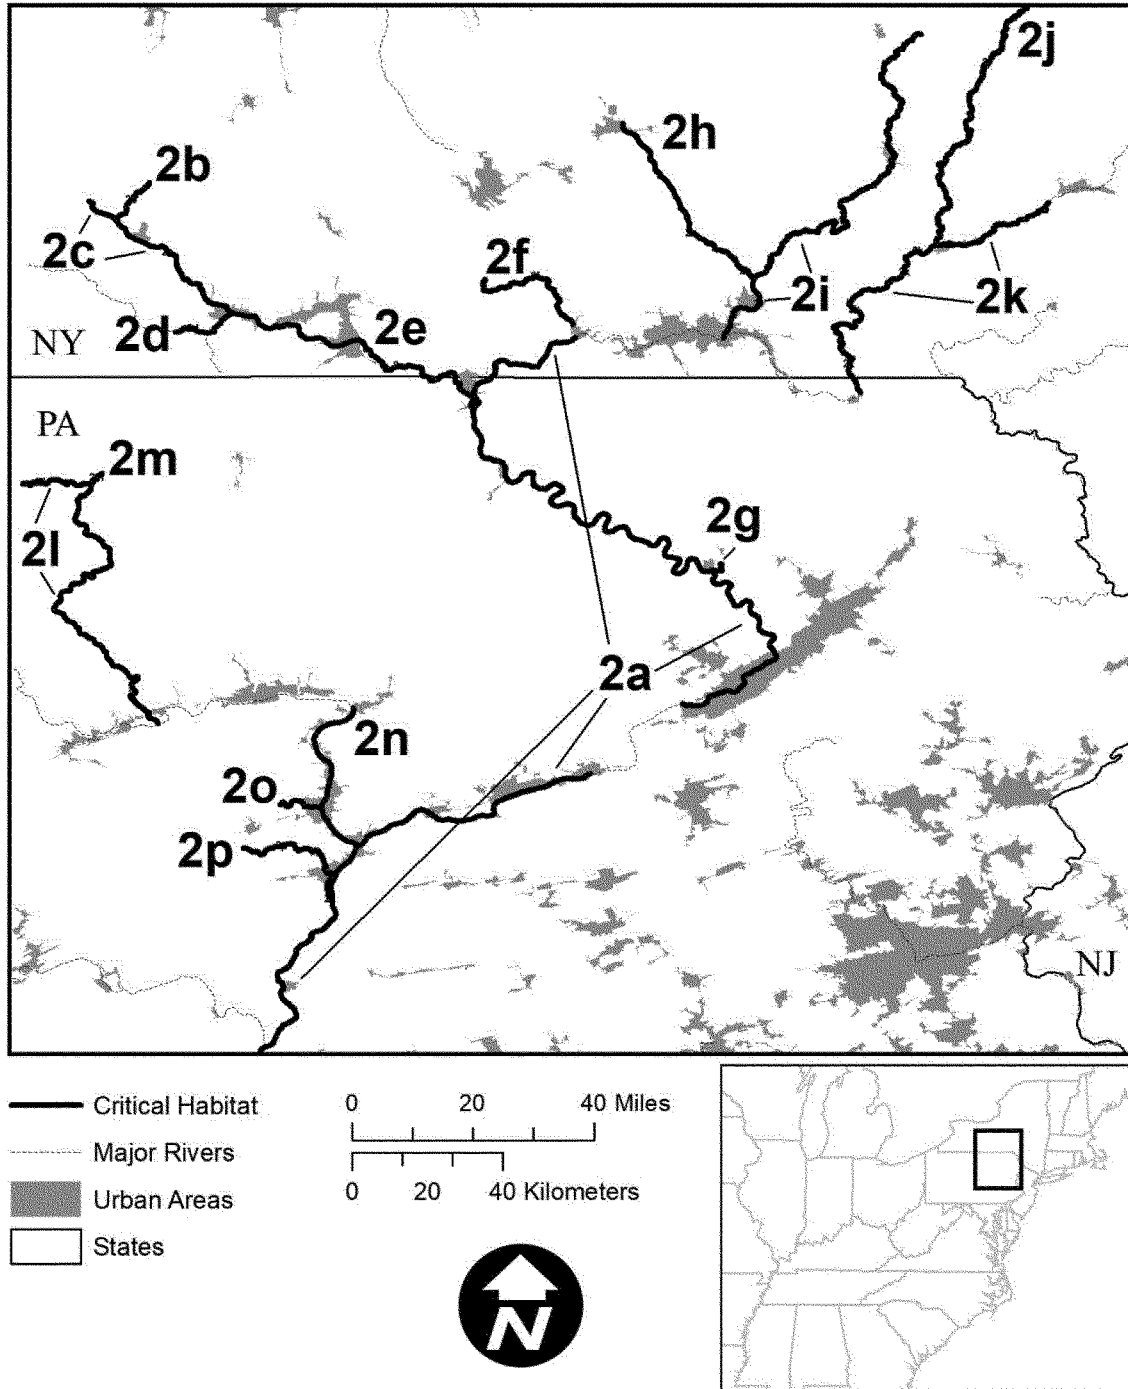 2j
2h
2b
2c
2f
2i
2k
2d
2e
NY
PA
2m
2g
2l
2a
2n
2o
2p
NJ
Critical Habitat
Major Rivers
Urban Areas
States
0 20 40 Miles
0 20 40 Kilometers
N